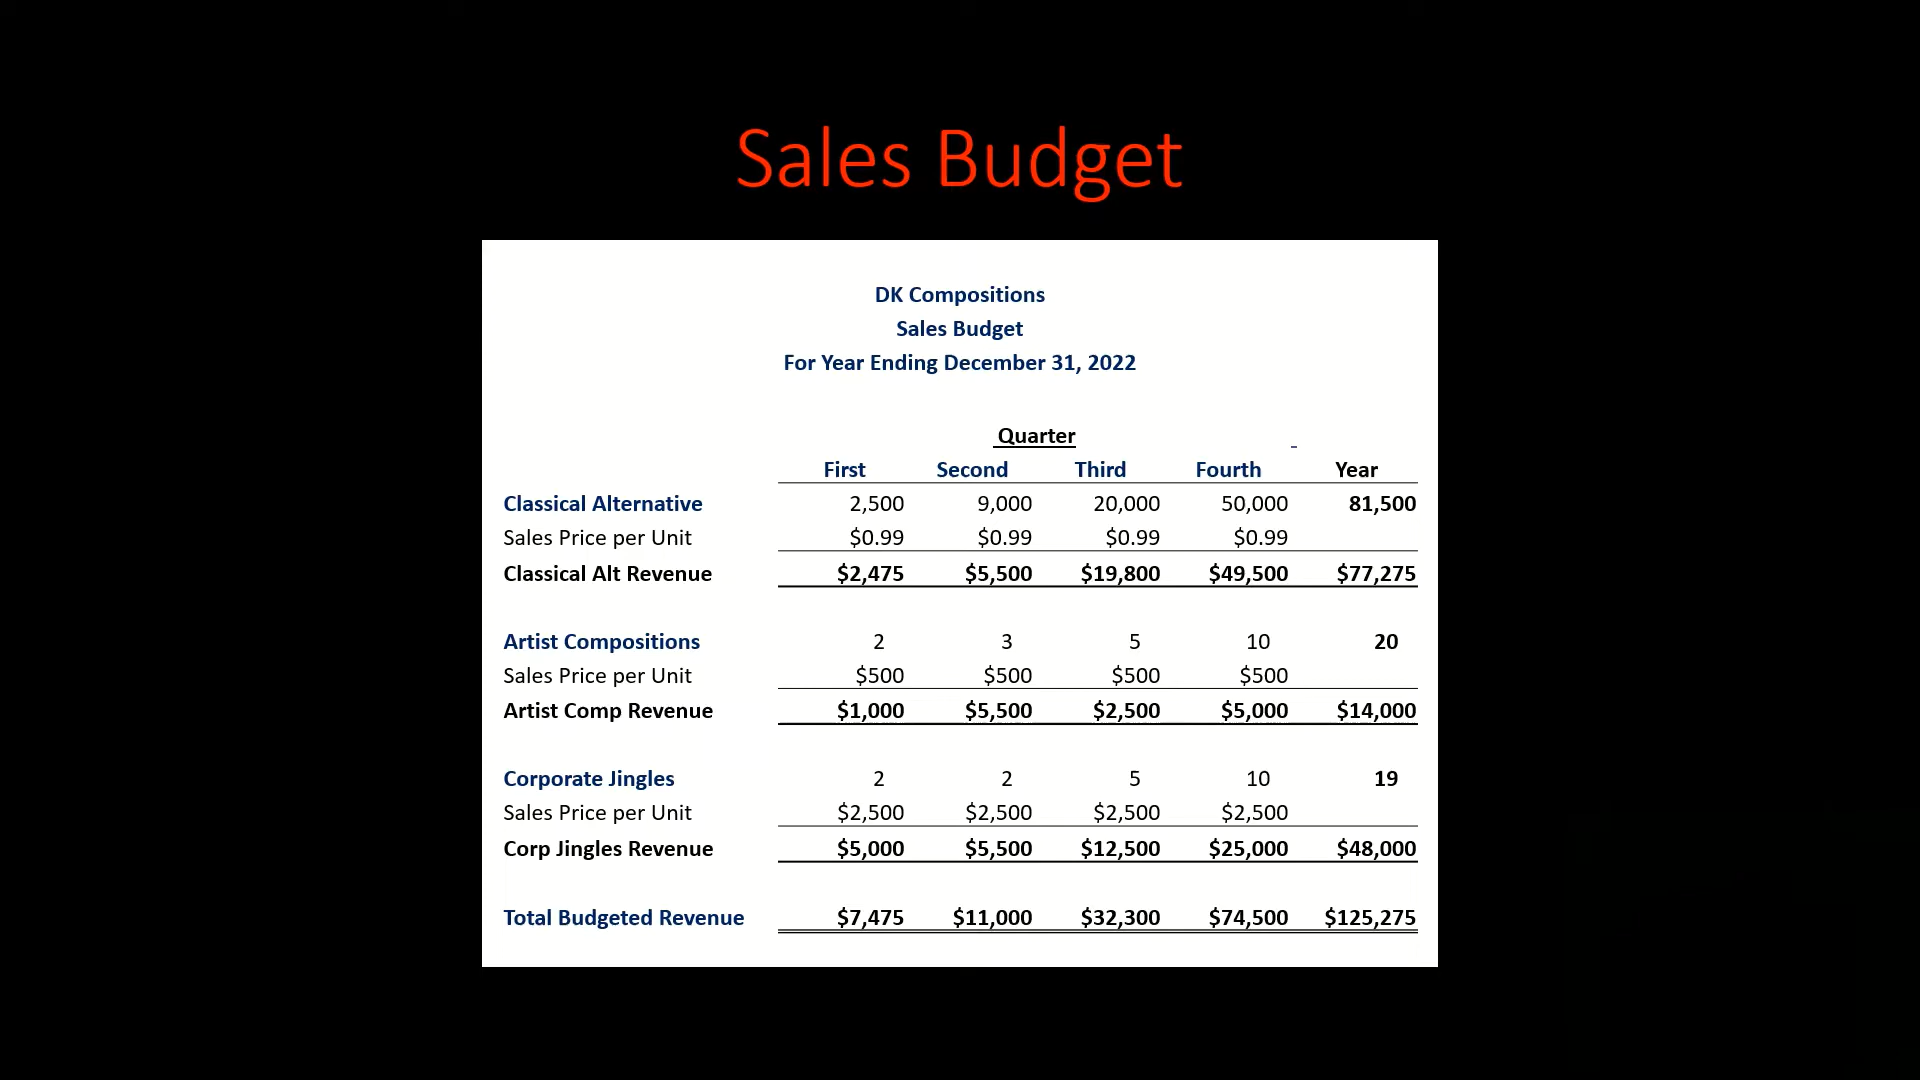 Sales Budget
DK Compositions
Sales Budget
For Year Ending December 31, 2022
Quarter
First Second Third Fourth Year
Classical Alternative 2,500 9,000 20,000 50,000 81,500
Sales Price per Unit $0.99 $0.99 $0.99 $0.99
Classical Alt Revenue $2,475 $5,500 $19,800 $49,500 $77,275
Artist Compositions 2 3 5 10 20
Sales Price per Unit $500 $500 $500 $500
Artist Comp Revenue $1,000 $5,500 $2,500 $5,000 $14,000
Corporate Jingles 2 2 5 10 19
Sales Price per Unit $2,500 $2,500 $2,500 $2,500
Corp Jingles Revenue $5,000 $5,500 $12,500 $25,000 $48,000
Total Budgeted Revenue $7,475 $11,000 $32,300 $74,500 $125,275